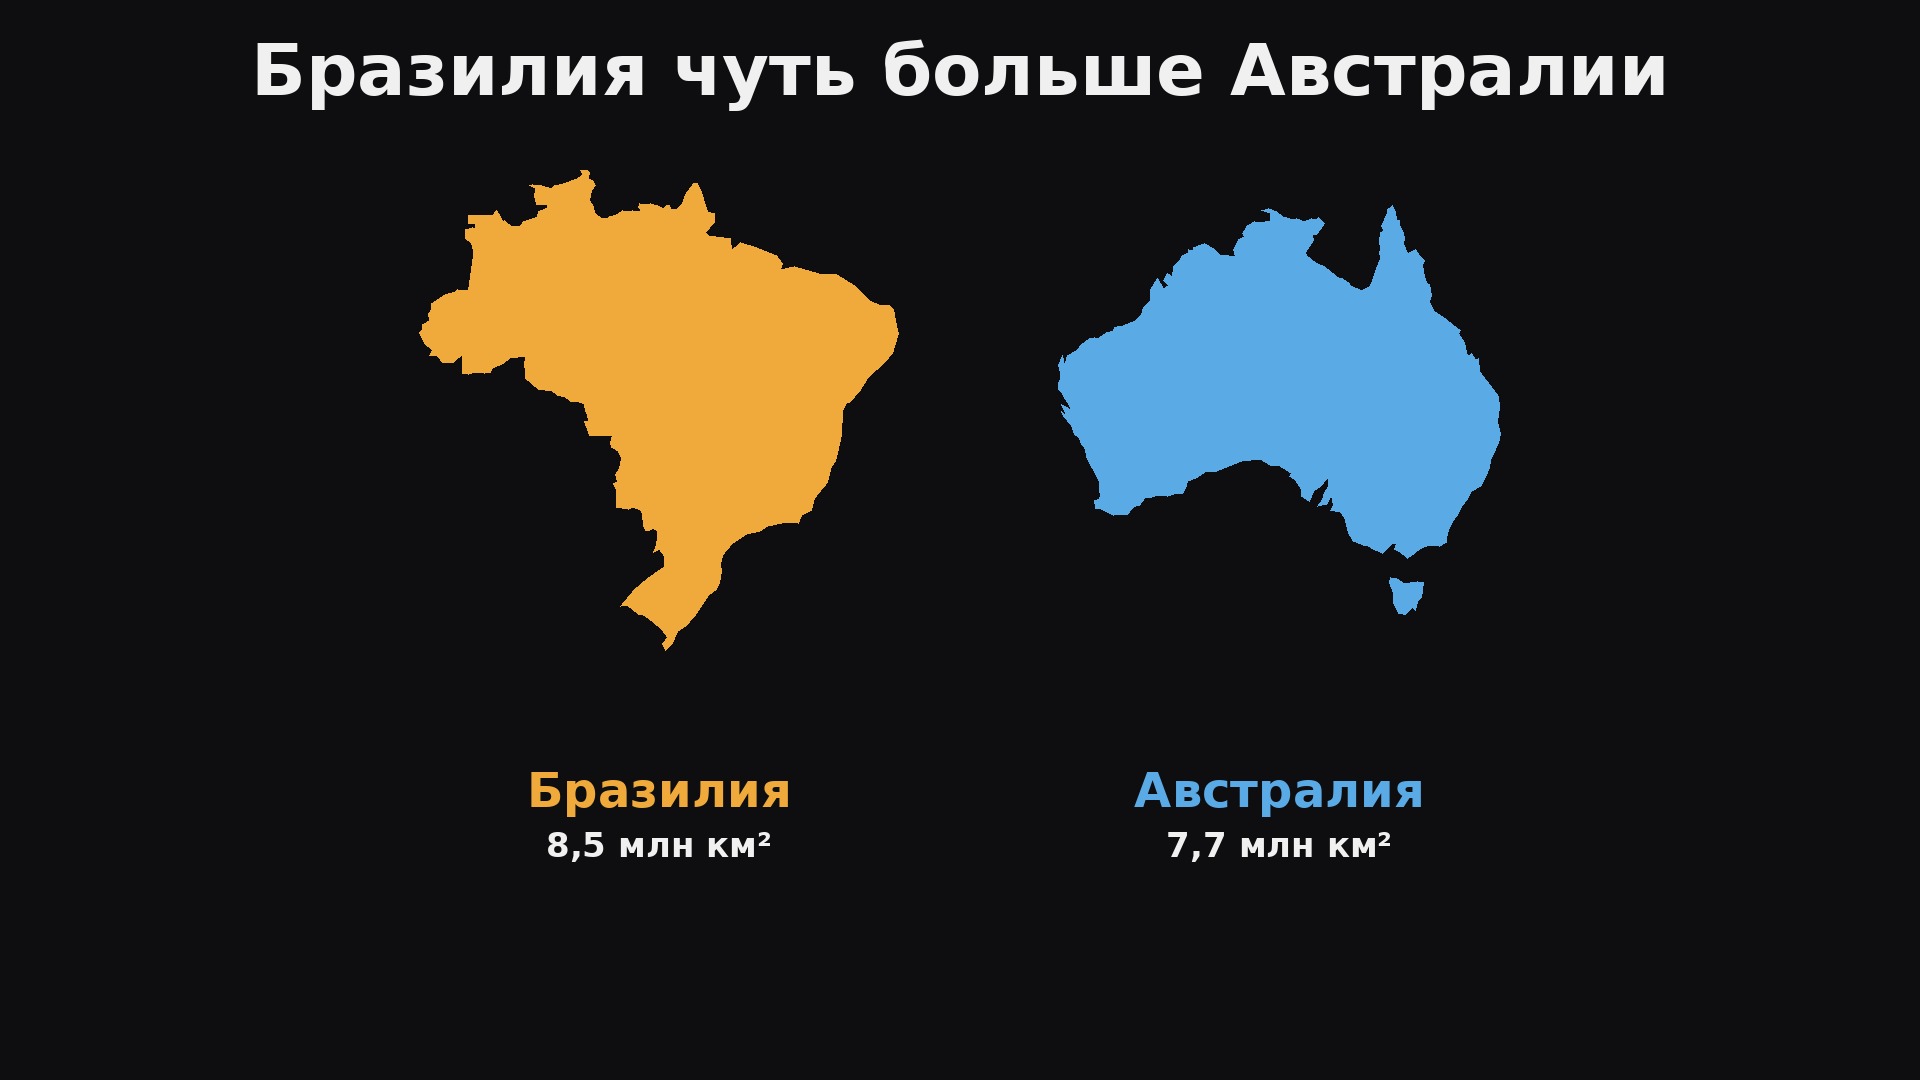 Бразилия чуть больше Австралии
Бразилия
8,5 млн км²
Австралия
7,7 млн км²